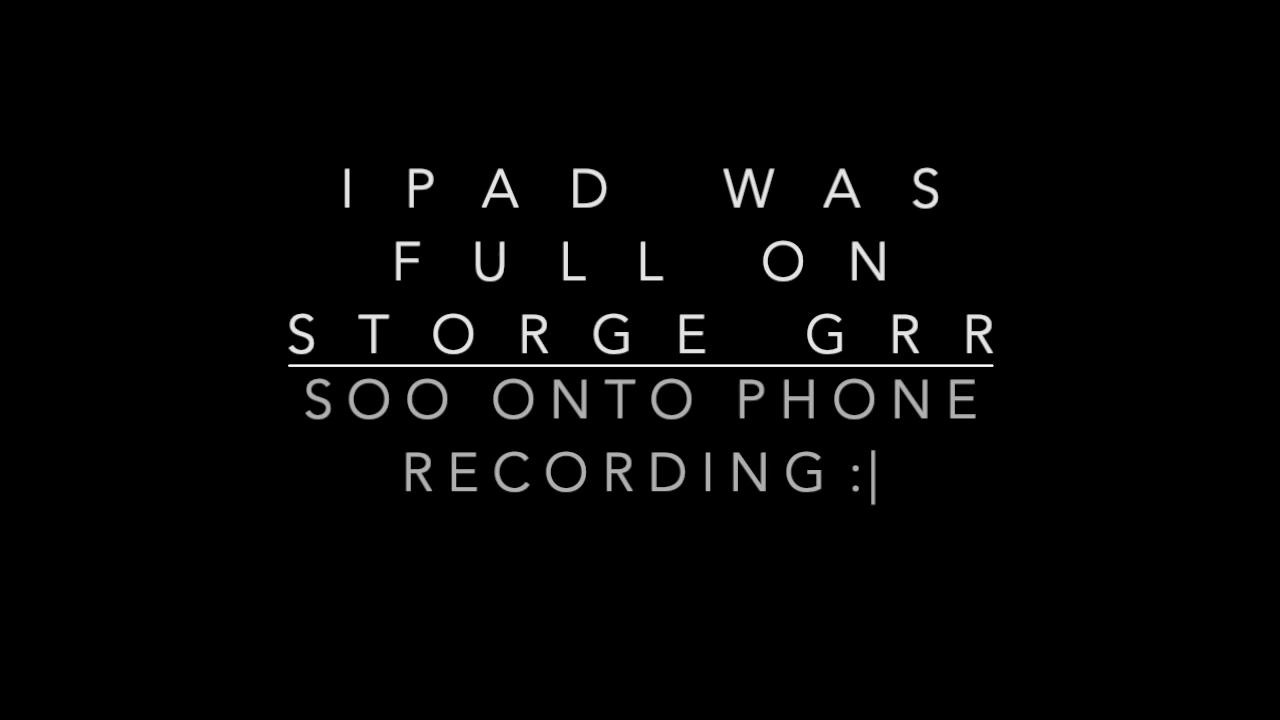 IPAD WAS
FULL ON
STORGE GRR
SOO ONTO PHONE
RECORDING :|